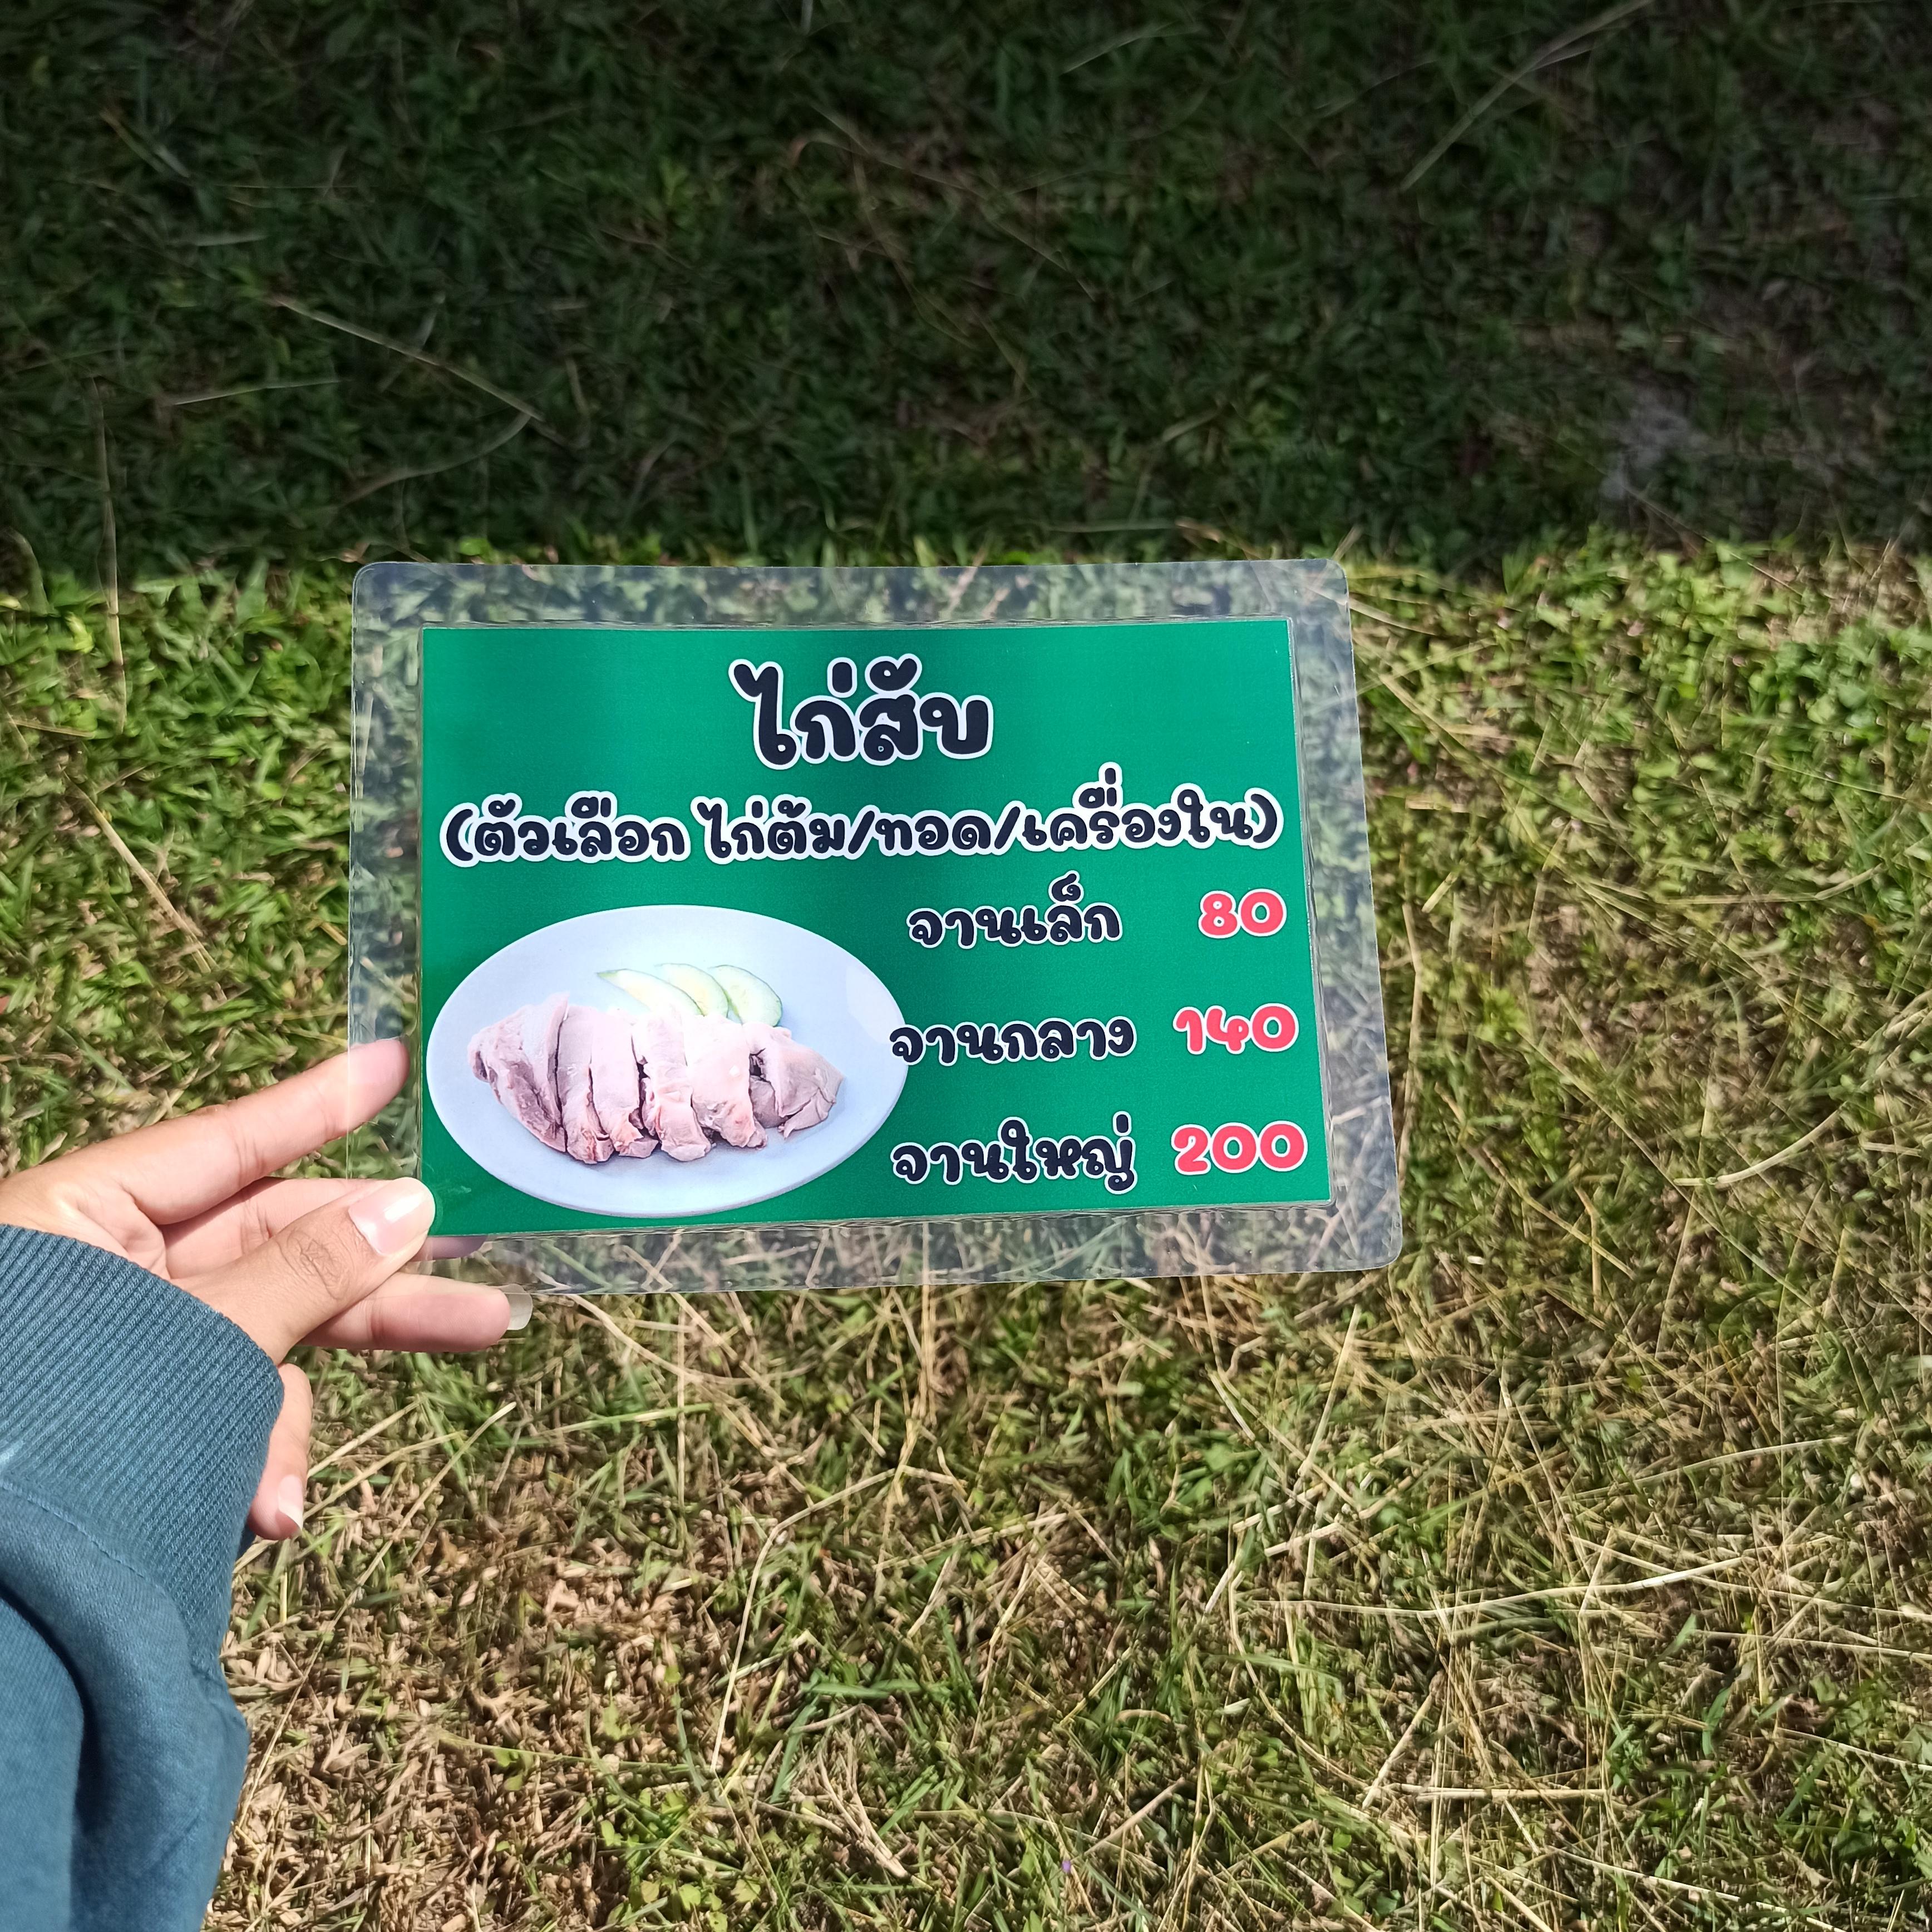 ไก่สับ
(ตัวเลือก ไก่ต้ม/ทอด/เครื่องใน)
จานเล็ก 80
จานกลาง 140
จานใหญ่ 200